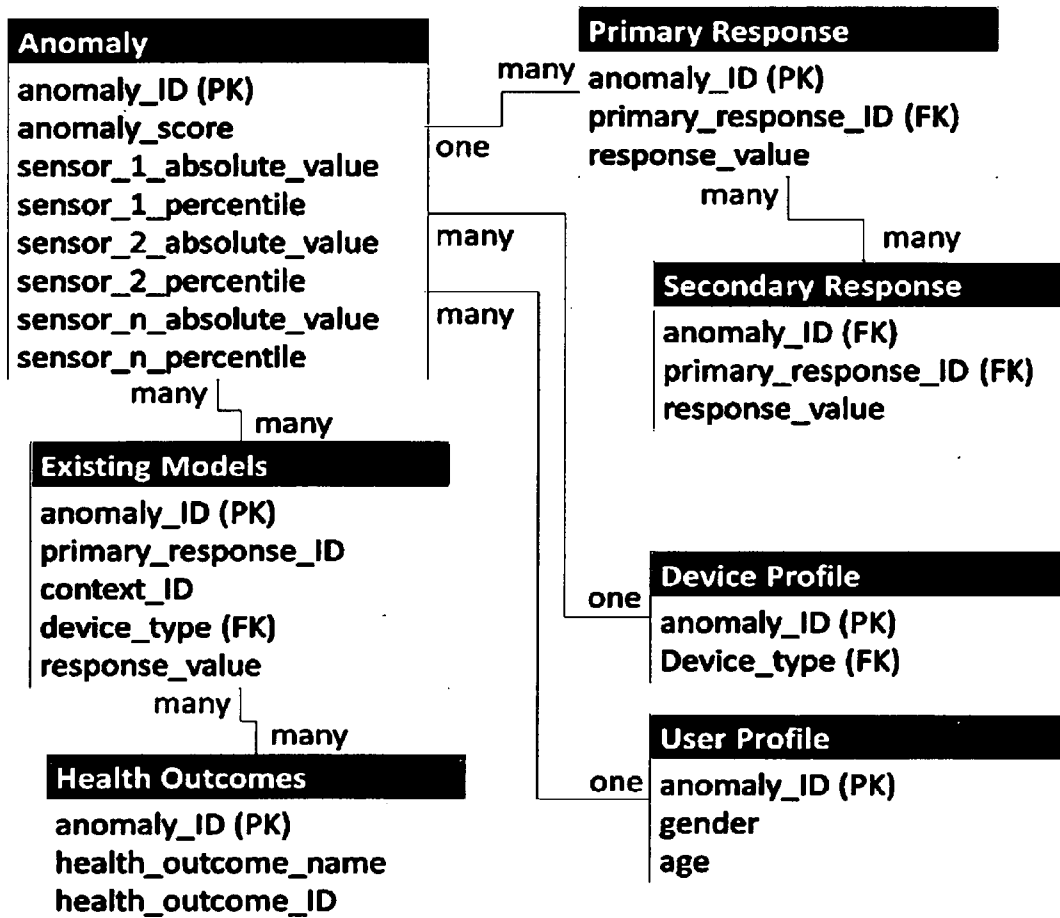 Anomaly
anomaly_ID (PK)
anomaly_score
sensor_1_absolute_value
sensor_1_percentile
sensor_2_absolute_value
sensor_2_percentile
sensor_n_absolute_value
sensor_n_percentile
many
one
many
many
many
many
Primary Response
anomaly_ID (PK)
primary_response_ID (FK)
response_value
many
many
Secondary Response
anomaly_ID (FK)
primary_response_ID (FK)
response_value
Existing Models
anomaly_ID (PK)
primary_response_ID
context_ID
device_type (FK)
response_value
many
many
Device Profile
one
anomaly_ID (PK)
Device_type (FK)
User Profile
one
anomaly_ID (PK)
gender
age
Health Outcomes
anomaly_ID (PK)
health_outcome_name
health_outcome_ID